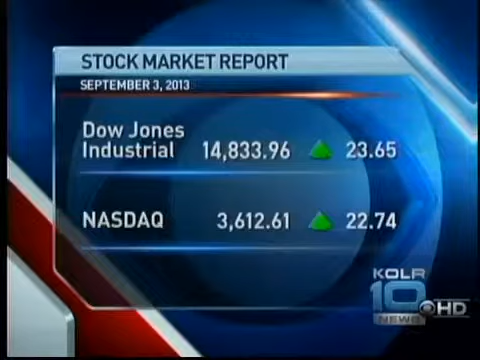 STOCK MARKET REPORT
SEPTEMBER 3, 2013
Dow Jones
Industrial 14,833.96 23.65
NASDAQ 3,612.61 22.74
KOLR
10 HD
NEWS